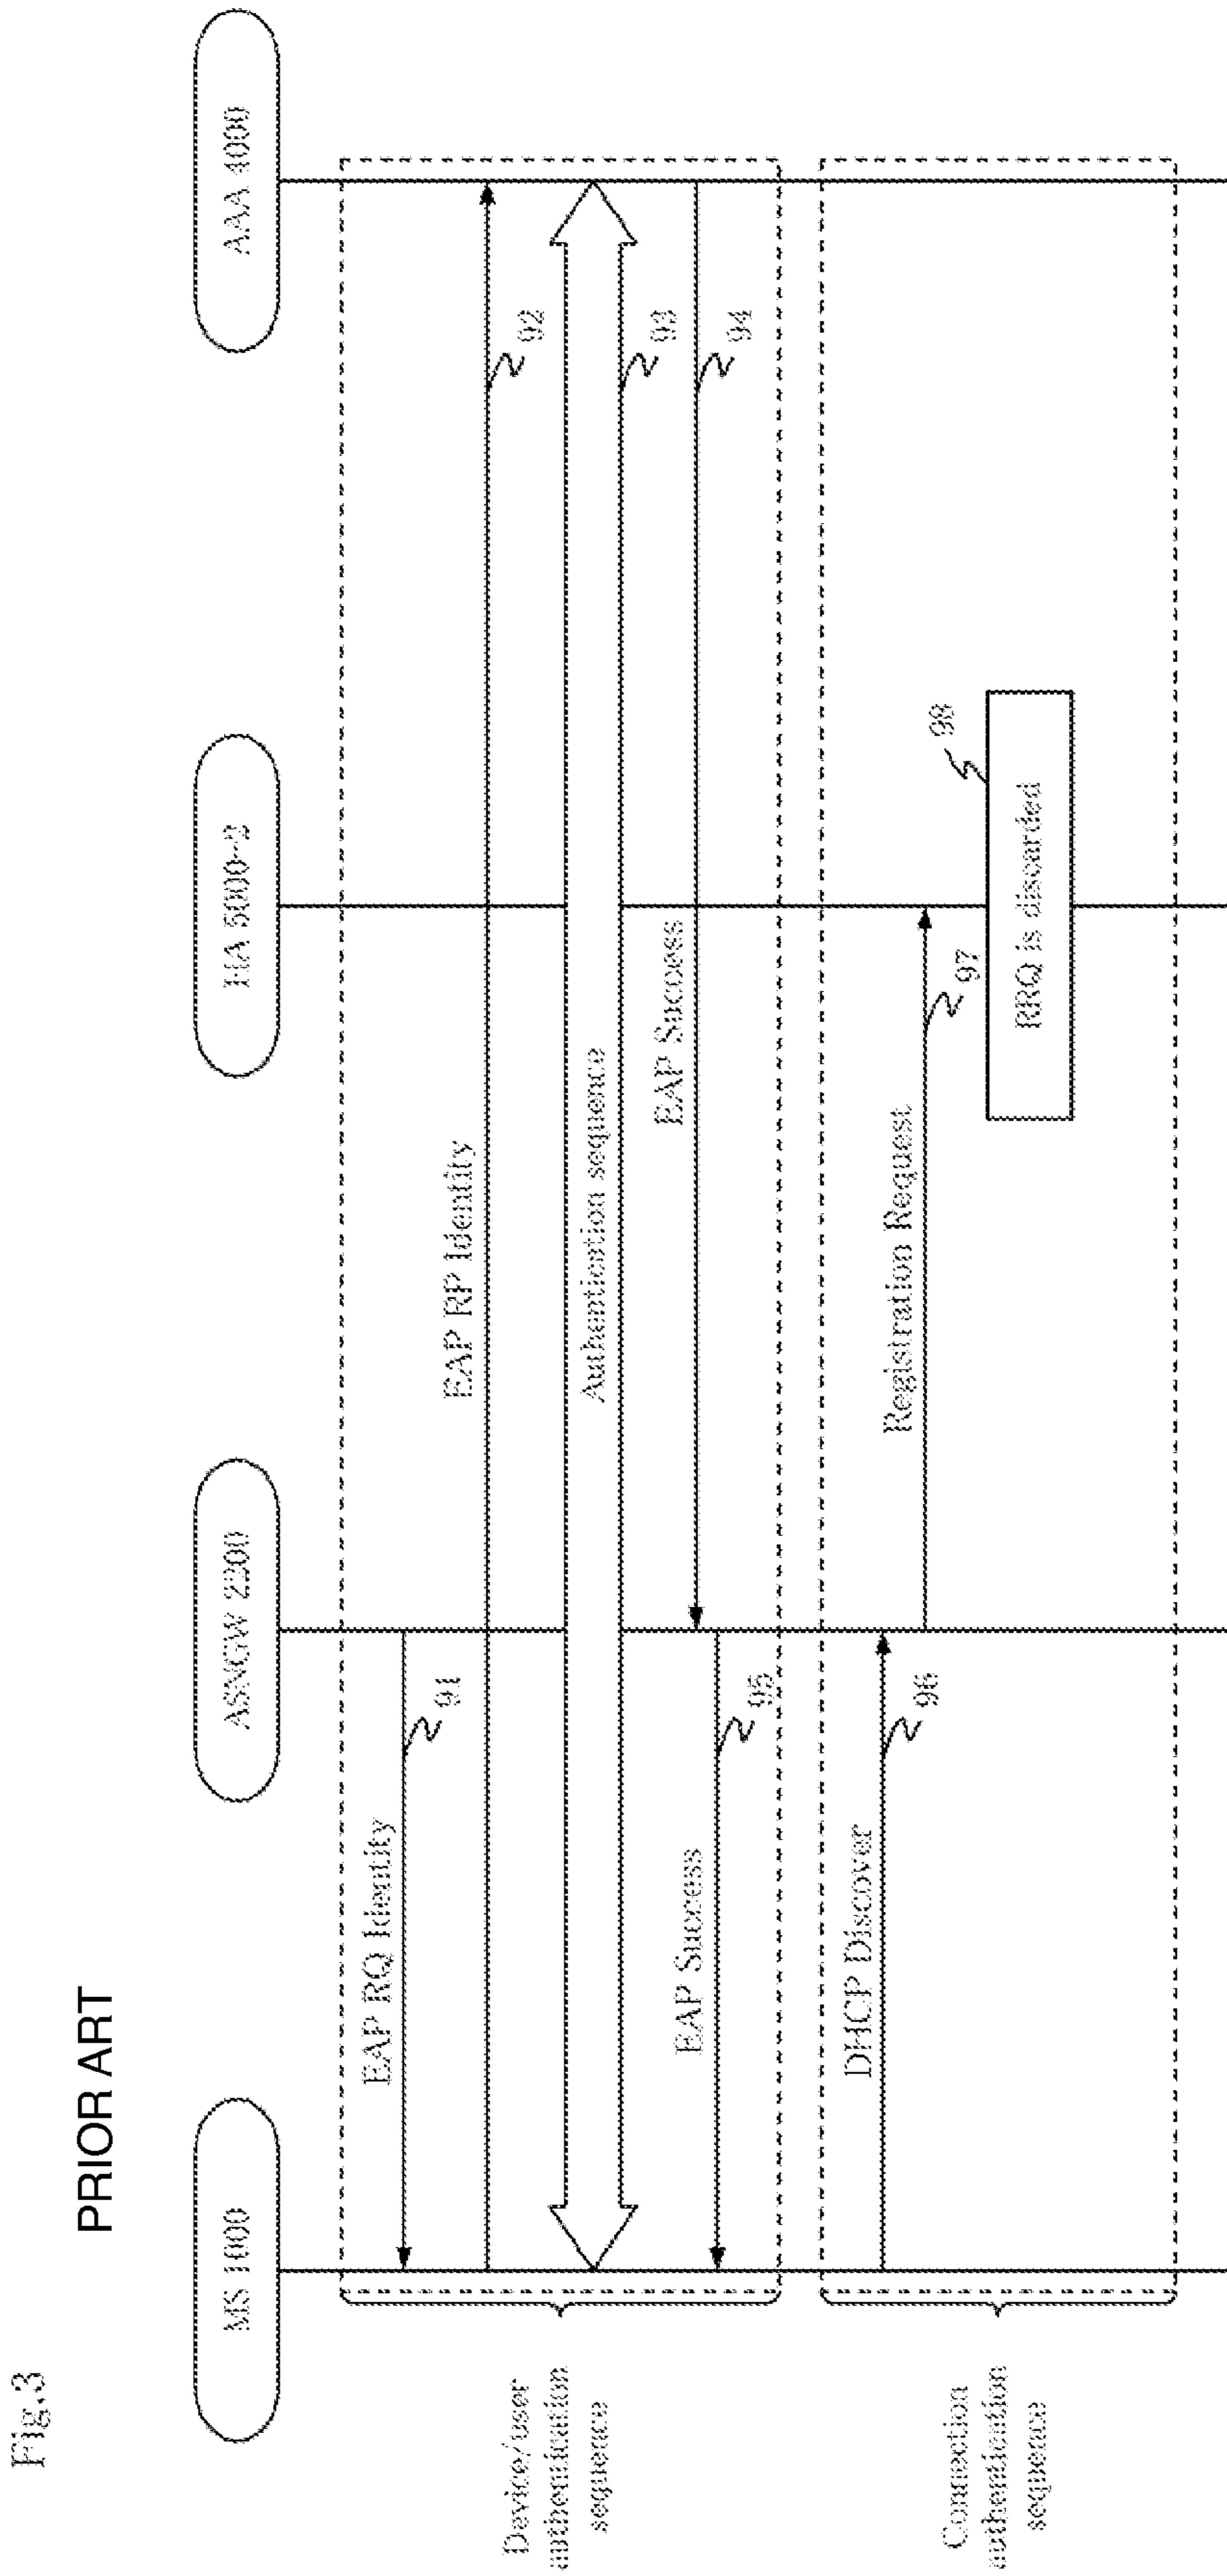 Fig.3
PRIOR ART
MS 1000
ASNGW 2200
HA 5000-2
AAA 4000
Device/user
authentication
sequence
EAP RQ Identity
91
EAP RP Identity
92
Authentication sequence
93
EAP Success
94
EAP Success
95
Connection
authentication
sequence
DHCP Discover
96
Registration Request
97
98
RRQ is discarded